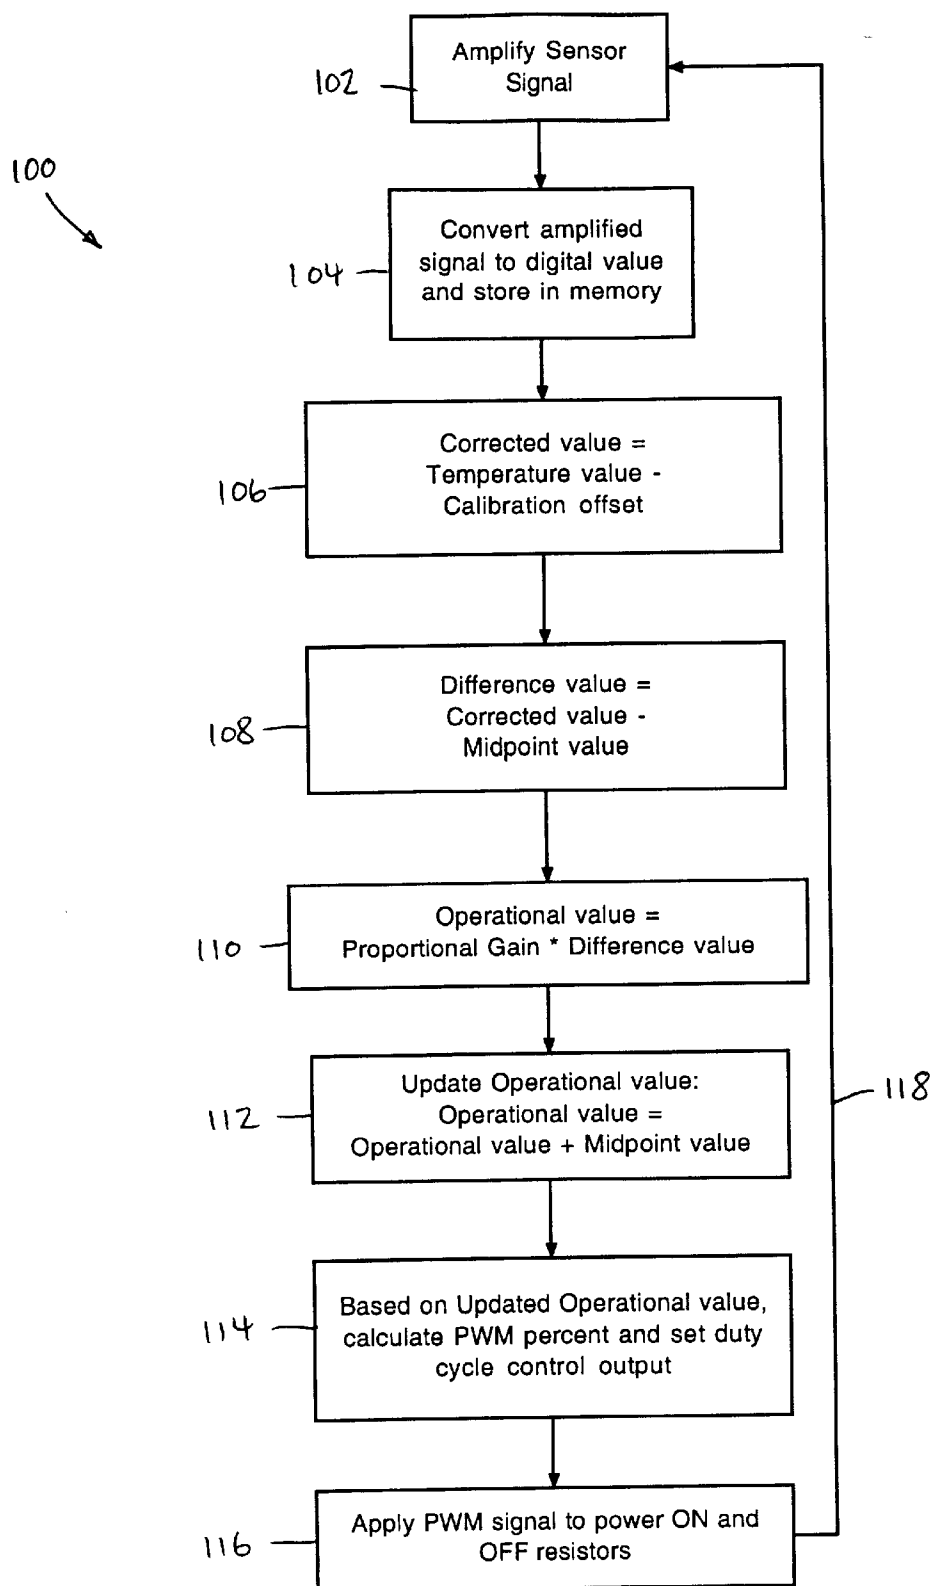 Amplify Sensor
Signal
102
100
Convert amplified
signal to digital value
and store in memory
104
Corrected value =
Temperature value -
Calibration offset
106
Difference value =
Corrected value -
Midpoint value
108
Operational value =
Proportional Gain * Difference value
110
Update Operational value:
Operational value =
Operational value + Midpoint value
112
118
Based on Updated Operational value,
calculate PWM percent and set duty
cycle control output
114
Apply PWM signal to power ON and
OFF resistors
116